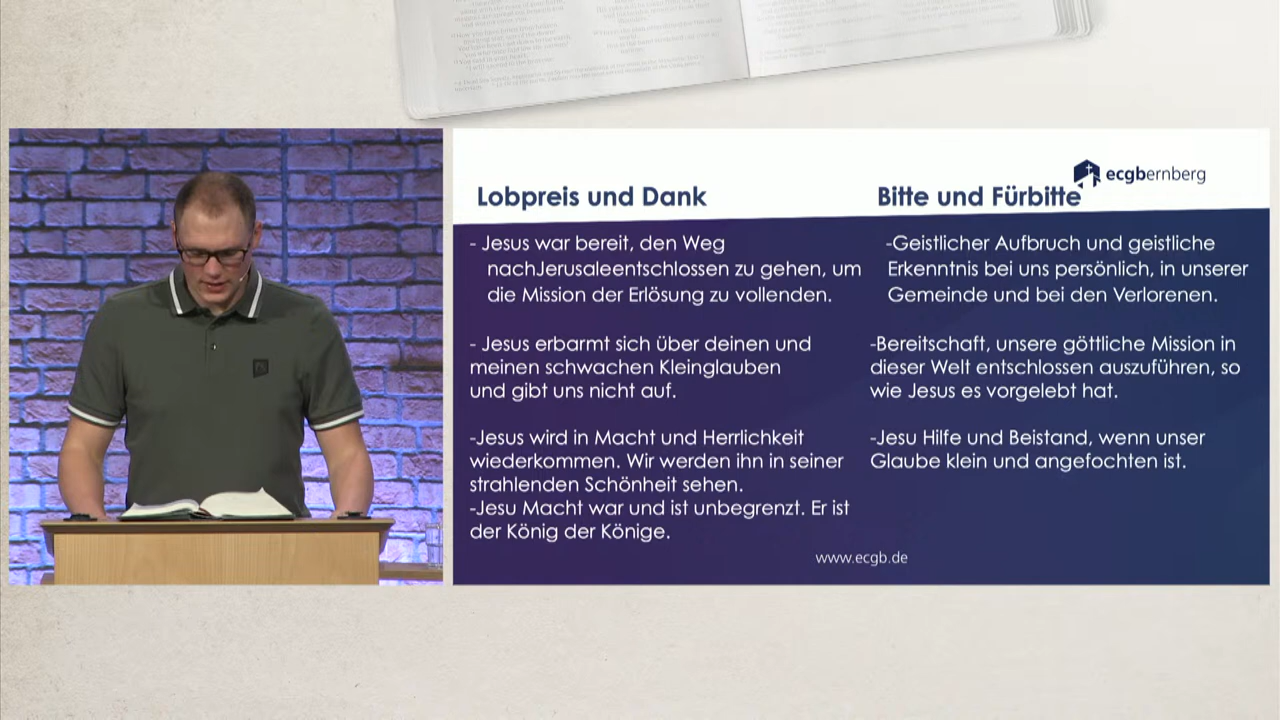 ecgbernberg
Lobpreis und Dank
- Jesus war bereit, den Weg
nachJerusaleentschlossen zu gehen, um
die Mission der Erlösung zu vollenden.
- Jesus erbarmt sich über deinen und
meinen schwachen Kleinglauben
und gibt uns nicht auf.
-Jesus wird in Macht und Herrlichkeit
wiederkommen. Wir werden ihn in seiner
strahlenden Schönheit sehen.
-Jesu Macht war und ist unbegrenzt. Er ist
der König der Könige.
Bitte und Fürbitte
-Geistlicher Aufbruch und geistliche
Erkenntnis bei uns persönlich, in unserer
Gemeinde und bei den Verlorenen.
-Bereitschaft, unsere göttliche Mission in
dieser Welt entschlossen auszuführen, so
wie Jesus es vorgelebt hat.
-Jesu Hilfe und Beistand, wenn unser
Glaube klein und angefochten ist.
www.ecgb.de